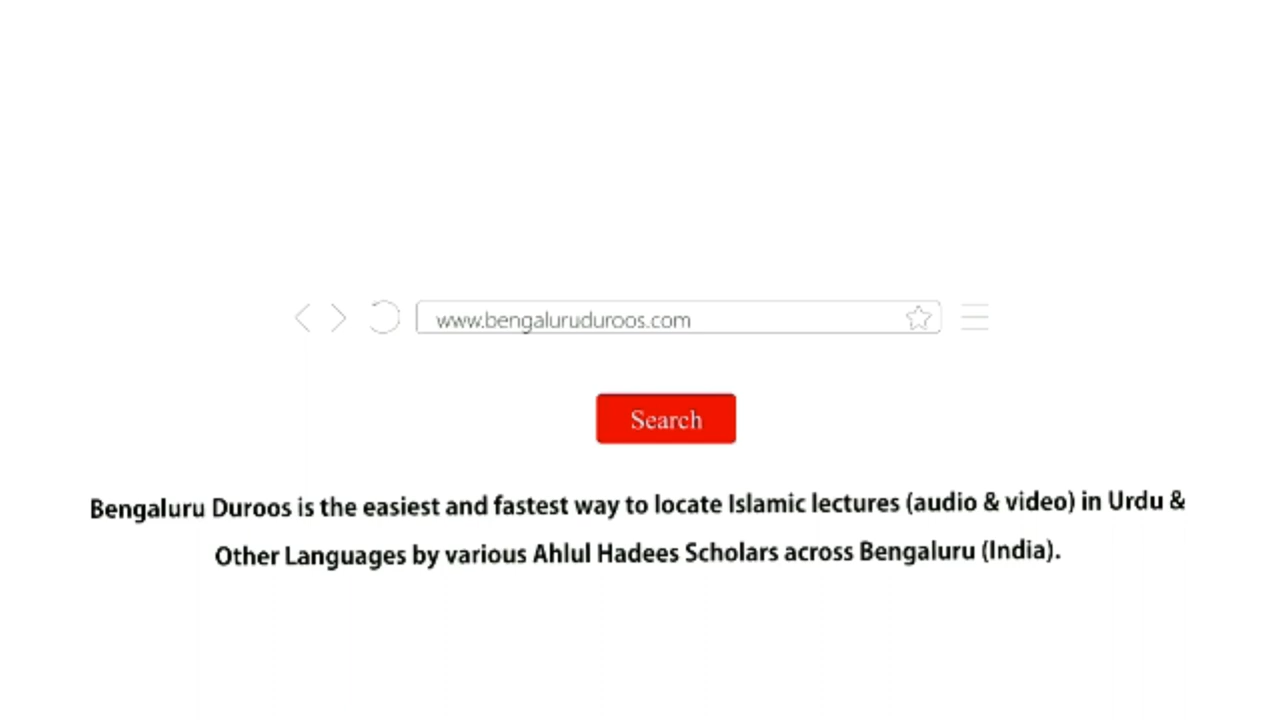 www.bengaluruduroos.com
Search
Bengaluru Duroos is the easiest and fastest way to locate Islamic lectures (audio & video) in Urdu &
Other Languages by various Ahlul Hadees Scholars across Bengaluru (India).